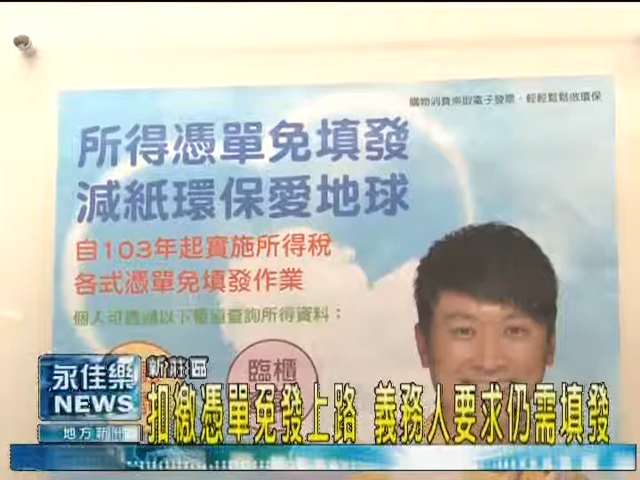 購物消費索取電子發票，輕輕鬆鬆做環保
所得憑單免填發
減紙環保愛地球
自103年起實施所得稅
各式憑單免填發作業
個人可透過以下管道查詢所得資料：
臨櫃
新莊區
永佳樂
NEWS
地方新聞
扣繳憑單免發上路 義務人要求仍需填發